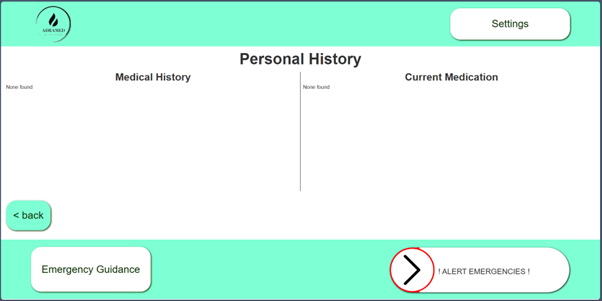 ADRAMED
Settings
Personal History
Medical History
Current Medication
None found
None found
< back
Emergency Guidance
! ALERT EMERGENCIES !